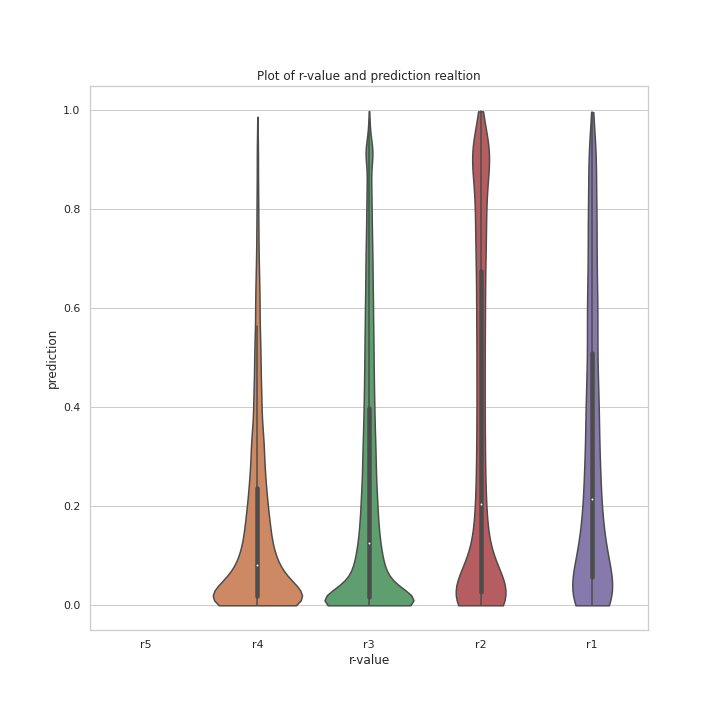 Plot of r-value and prediction realtion
1.0
0.8
0.6
0.4
0.2
0.0
prediction
r5 r4 r3 r2 r1
r-value